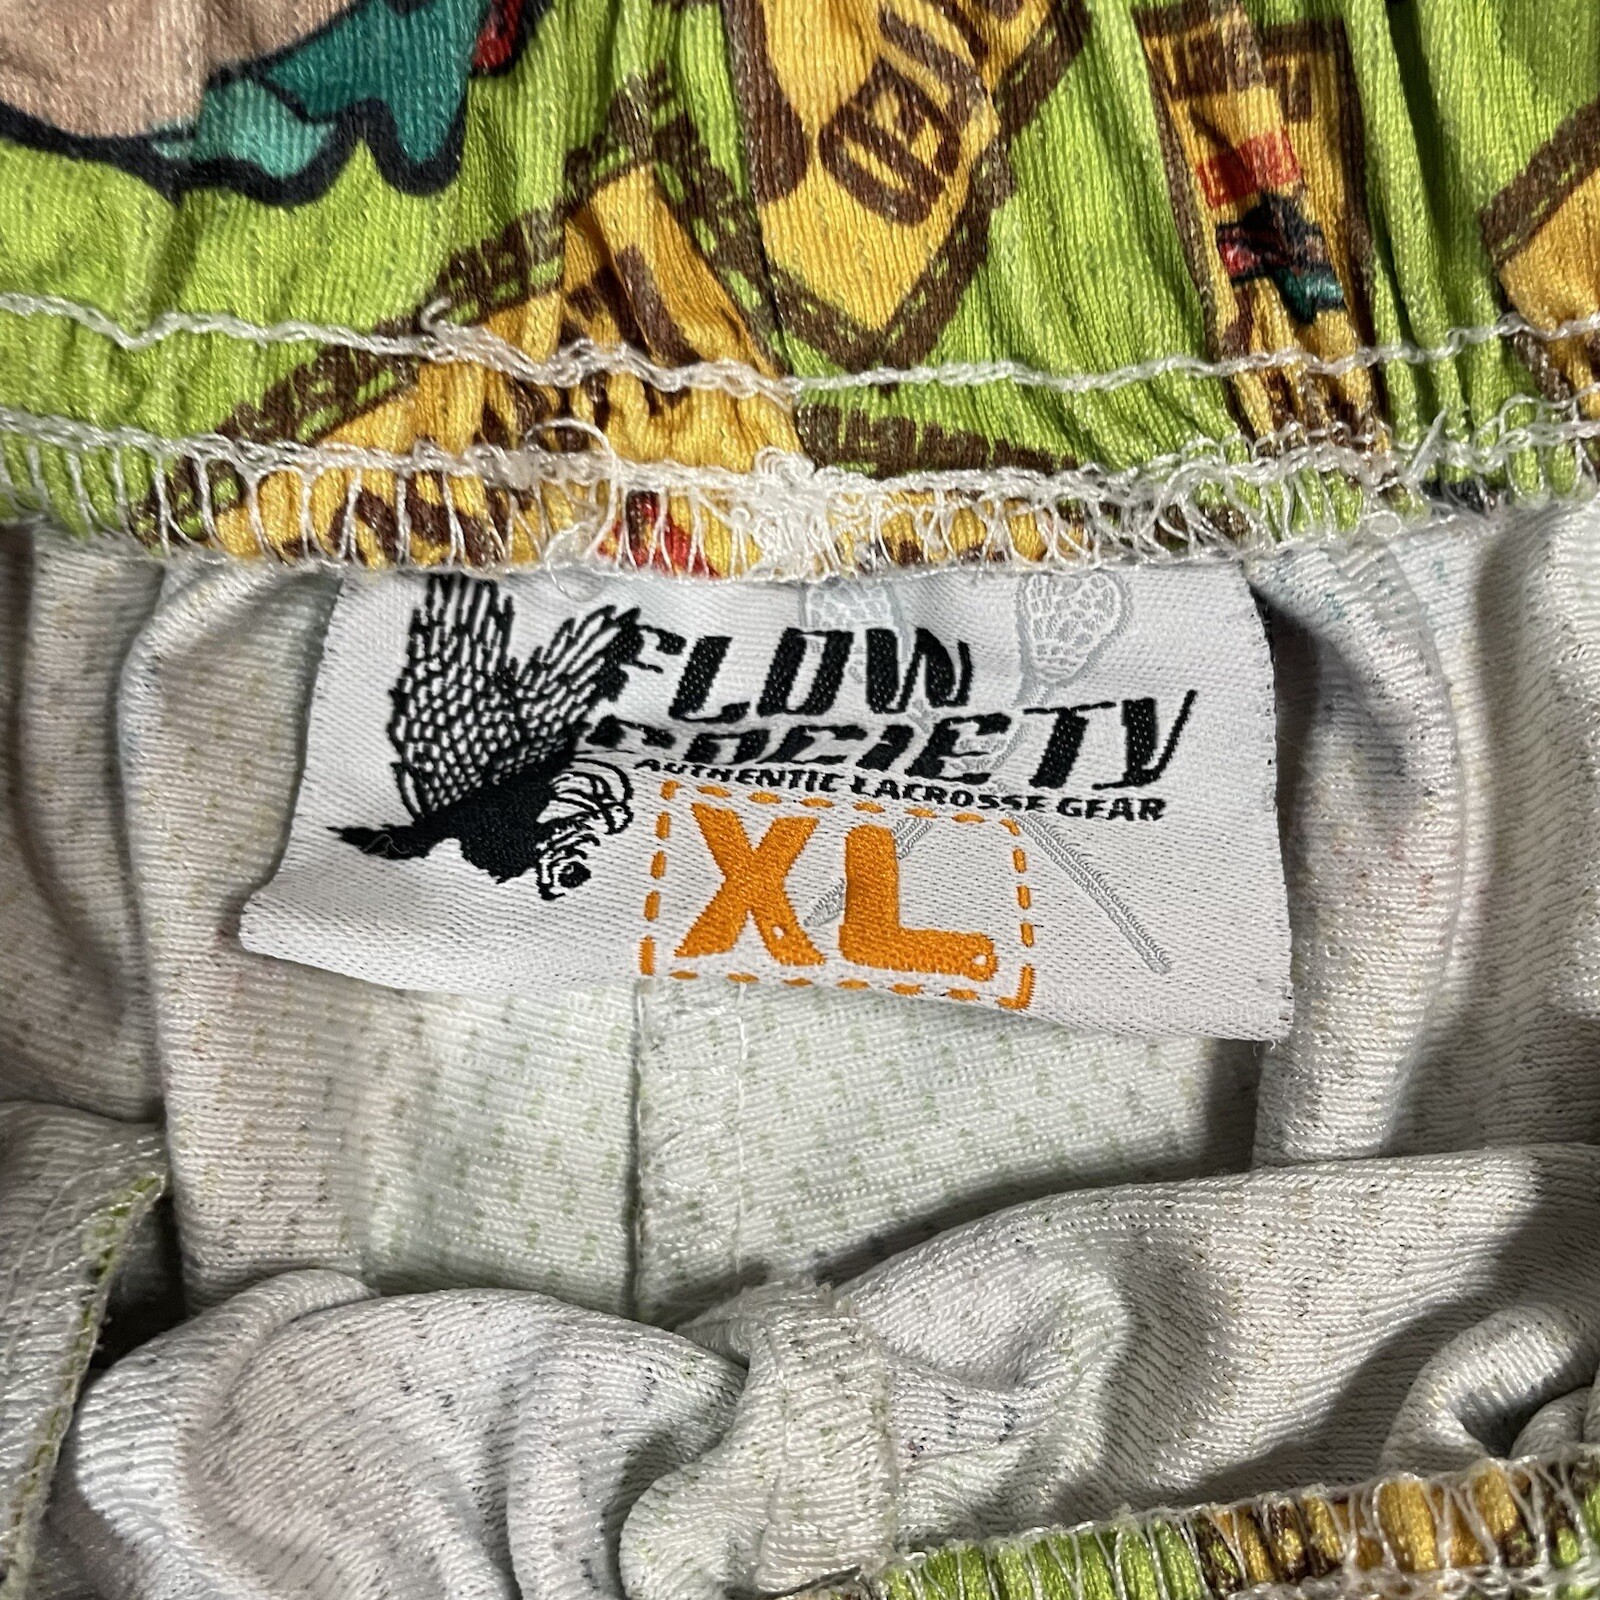 FLOW
SOCIETY
AUTHENTIC LACROSSE GEAR
XL